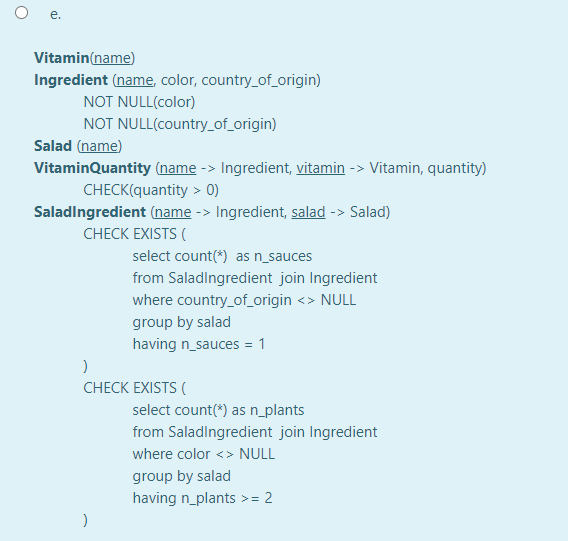 e.
Vitamin(name)
Ingredient (name, color, country_of_origin)
NOT NULL(color)
NOT NULL(country_of_origin)
Salad (name)
VitaminQuantity (name -> Ingredient, vitamin -> Vitamin, quantity)
CHECK(quantity > 0)
SaladIngredient (name -> Ingredient, salad -> Salad)
CHECK EXISTS (
select count(*)  as n_sauces
from SaladIngredient  join Ingredient
where country_of_origin <> NULL
group by salad
having n_sauces = 1
)
CHECK EXISTS (
select count(*) as n_plants
from SaladIngredient  join Ingredient
where color <> NULL
group by salad
having n_plants >= 2
)